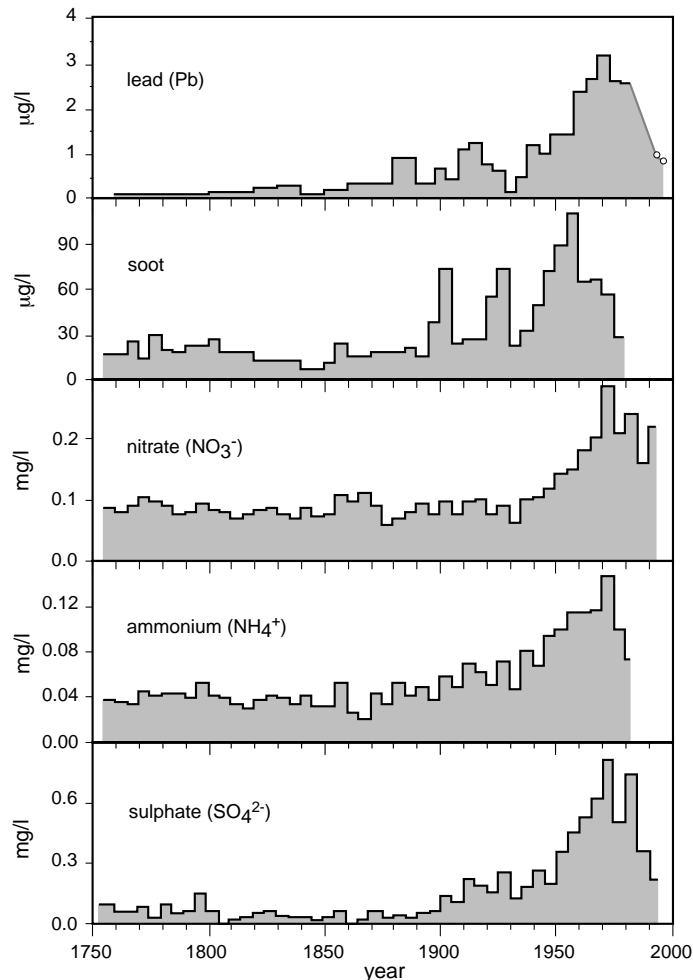 4
3
2
1
0
µg/l
lead (Pb)
90
60
30
0
µg/l
soot
0.2
0.1
0.0
mg/l
nitrate (NO₃⁻)
0.12
0.08
0.04
0.00
mg/l
ammonium (NH₄⁺)
0.6
0.3
0.0
mg/l
sulphate (SO₄²⁻)
1750 1800 1850 1900 1950 2000
year